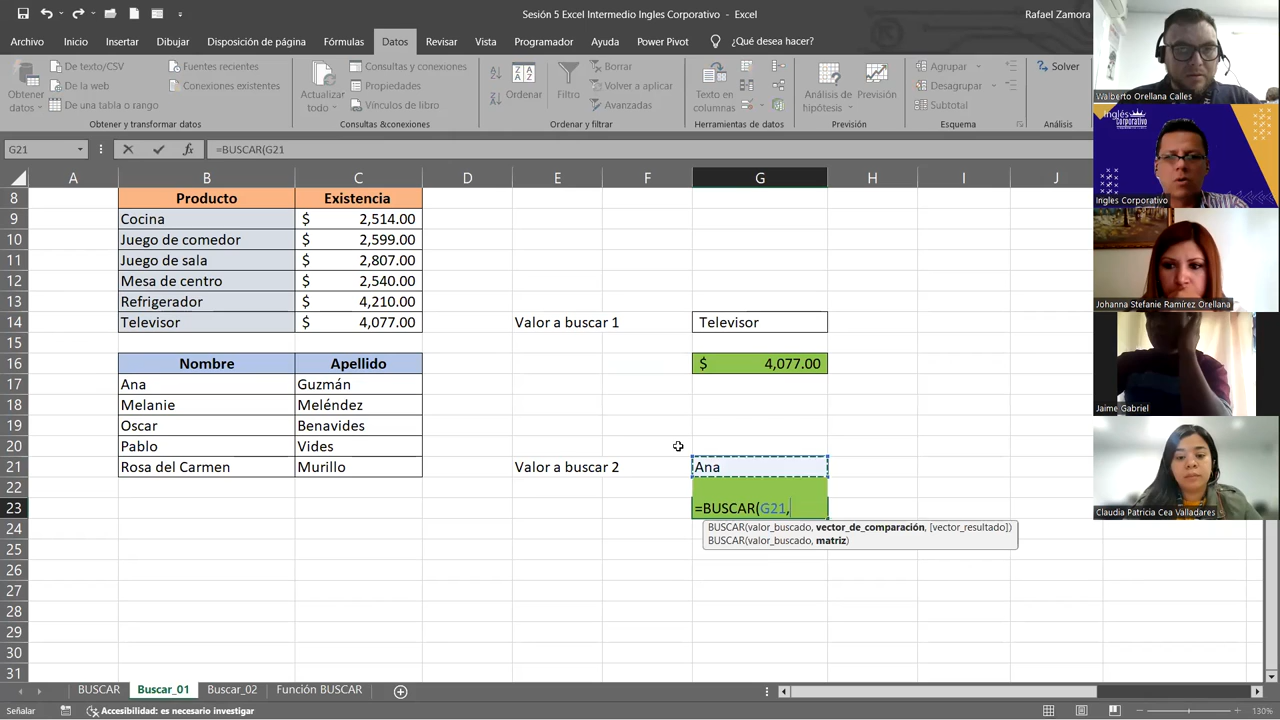 Sesión 5 Excel Intermedio Ingles Corporativo - Excel
Rafael Zamora
Archivo Inicio Insertar Dibujar Disposición de página Fórmulas Datos Revisar Vista Programador Ayuda Power Pivot ¿Qué desea hacer?
Obtener datos
De texto/CSV
De la web
De una tabla o rango
Fuentes recientes
Conexiones existentes
Obtener y transformar datos
Actualizar todo
Consultas y conexiones
Propiedades
Vínculos de libro
Consultas &conexiones
Ordenar
Filtro
Borrar
Volver a aplicar
Avanzadas
Ordenar y filtrar
Texto en columnas
Herramientas de datos
Análisis de hipótesis
Previsión
Previsión
Agrupar
Desagrupar
Subtotal
Esquema
Solver
Análisis
G21 fx =BUSCAR(G21
A B C D E F G H I J
8 Producto Existencia
9 Cocina $ 2,514.00
10 Juego de comedor $ 2,599.00
11 Juego de sala $ 2,807.00
12 Mesa de centro $ 2,540.00
13 Refrigerador $ 4,210.00
14 Televisor $ 4,077.00 Valor a buscar 1 Televisor
15
16 Nombre Apellido $ 4,077.00
17 Ana Guzmán
18 Melanie Meléndez
19 Oscar Benavides
20 Pablo Vides
21 Rosa del Carmen Murillo Valor a buscar 2 Ana
22
23 =BUSCAR(G21,
BUSCAR(valor_buscado, vector_de_comparación, [vector_resultado])
BUSCAR(valor_buscado, matriz)
24
25
26
27
28
29
30
31
BUSCAR Buscar_01 Buscar_02 Función BUSCAR
Señalar Accesibilidad: es necesario investigar 130%
Walberto Orellana Calles
Inglés Corporativo
Ingles Corporativo
Johanna Stefanie Ramírez Orellana
Jaime Gabriel
Claudia Patricia Cea Valladares